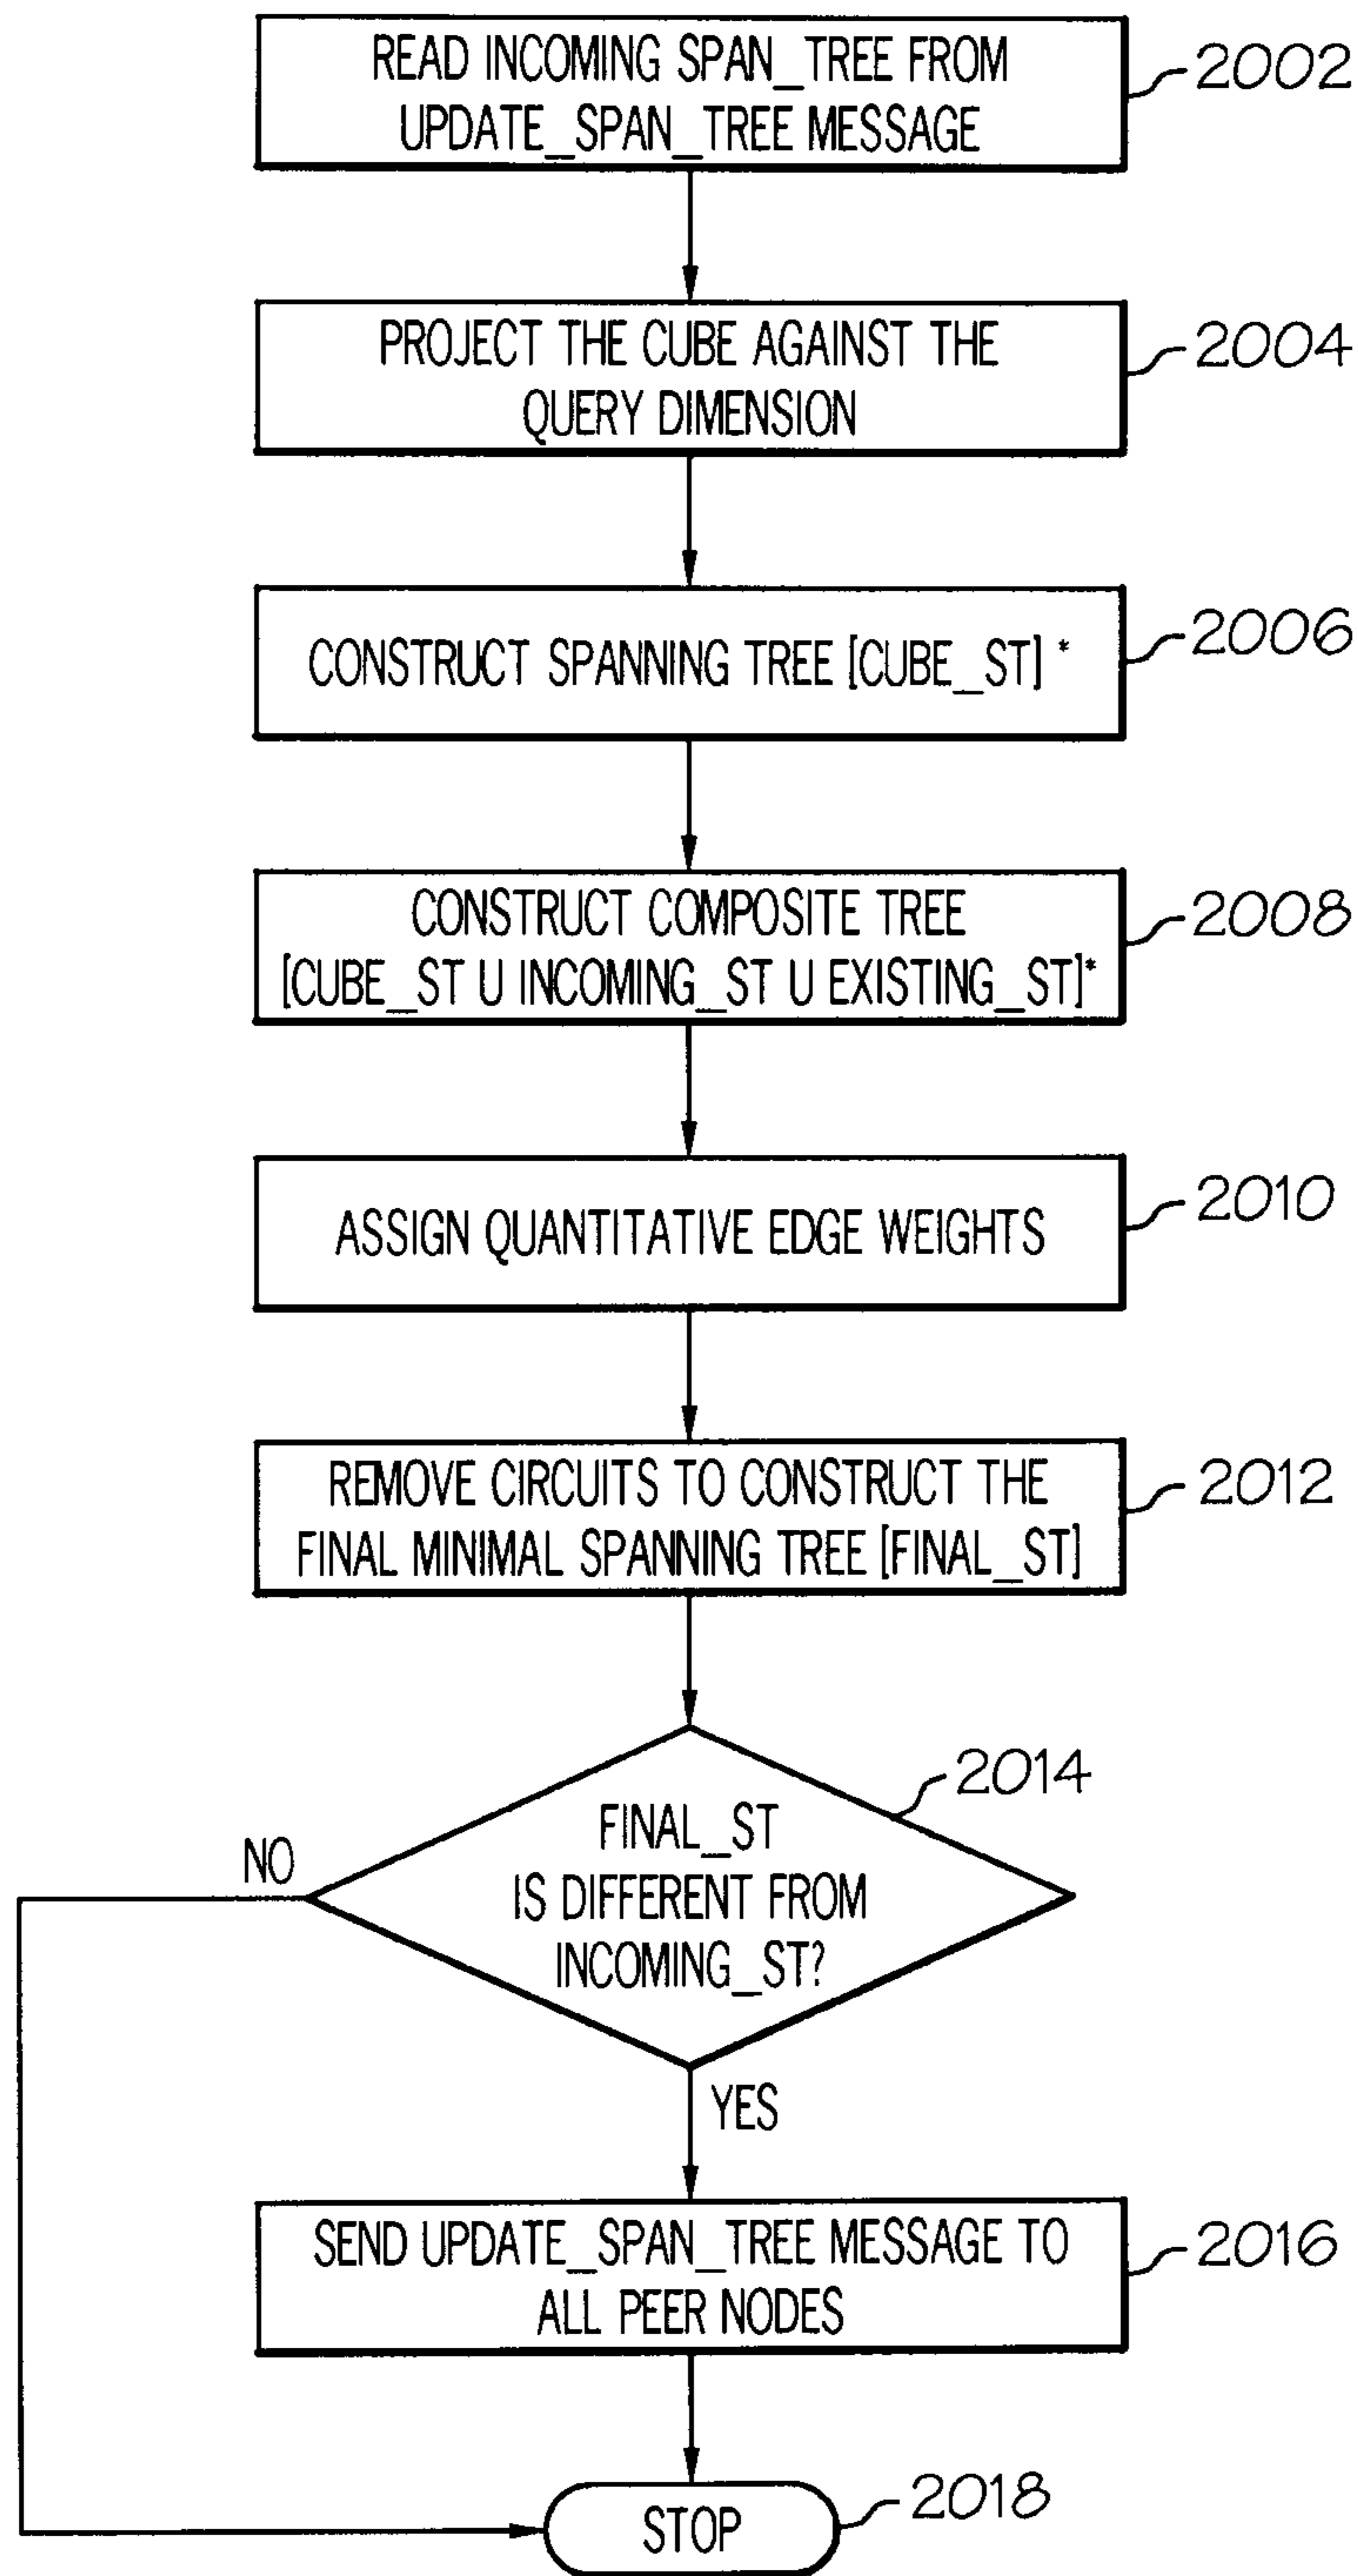 READ INCOMING SPAN_TREE FROM
UPDATE_SPAN_TREE MESSAGE
2002
PROJECT THE CUBE AGAINST THE
QUERY DIMENSION
2004
CONSTRUCT SPANNING TREE [CUBE_ST] *
2006
CONSTRUCT COMPOSITE TREE
[CUBE_ST U INCOMING_ST U EXISTING_ST]*
2008
ASSIGN QUANTITATIVE EDGE WEIGHTS
2010
REMOVE CIRCUITS TO CONSTRUCT THE
FINAL MINIMAL SPANNING TREE [FINAL_ST]
2012
2014
FINAL_ST
IS DIFFERENT FROM
INCOMING_ST?
NO
YES
SEND UPDATE_SPAN_TREE MESSAGE TO
ALL PEER NODES
2016
STOP
2018